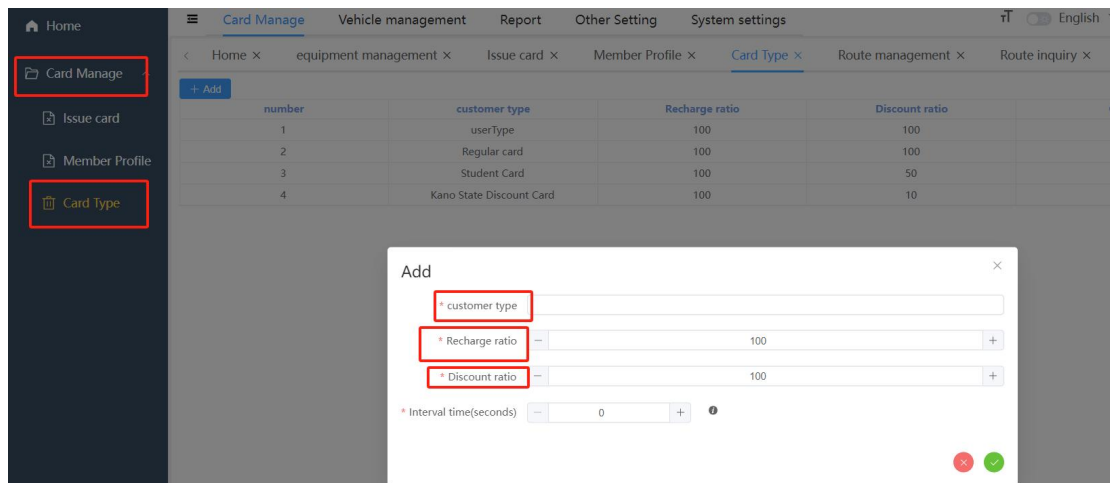 Home
Card Manage
Issue card
Member Profile
Card Type
Card Manage Vehicle management Report Other Setting System settings English
Home × equipment management × Issue card × Member Profile × Card Type × Route management × Route inquiry ×
+ Add
number customer type Recharge ratio Discount ratio
1 userType 100 100
2 Regular card 100 100
3 Student Card 100 50
4 Kano State Discount Card 100 10
Add
* customer type
* Recharge ratio − 100 +
* Discount ratio − 100 +
* Interval time(seconds) − 0 +